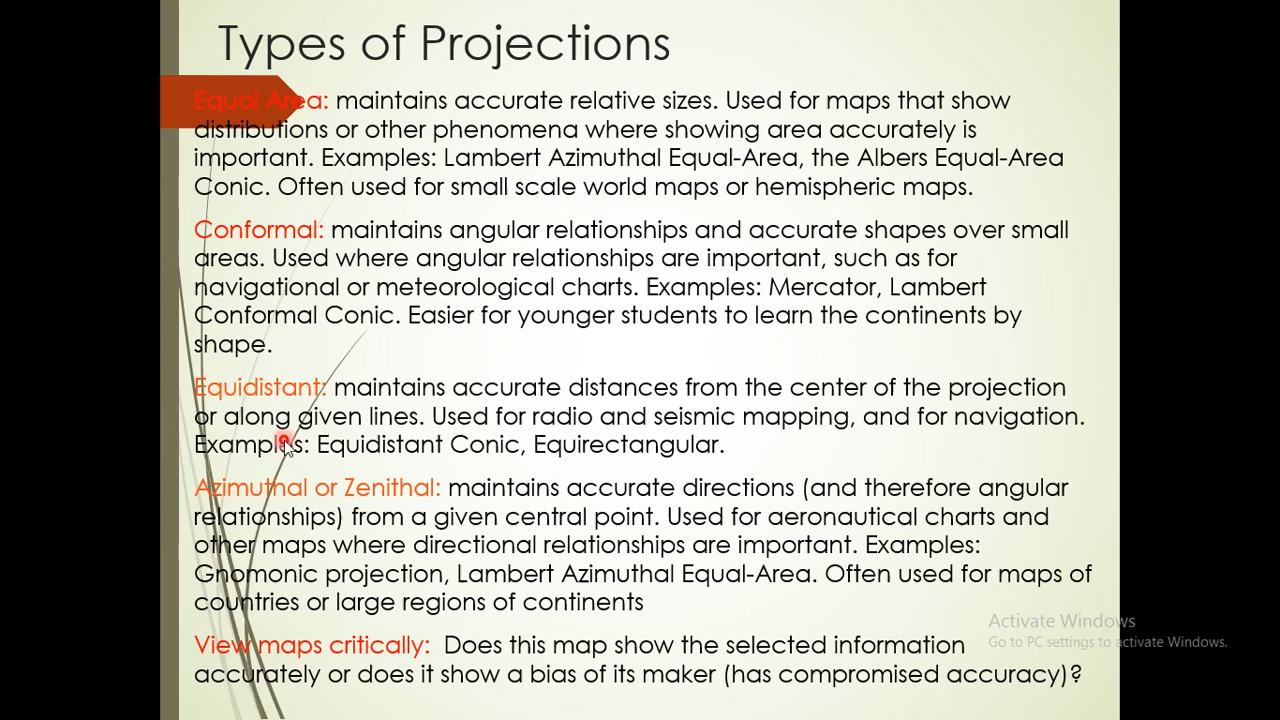 Types of Projections
Equal Area: maintains accurate relative sizes. Used for maps that show
distributions or other phenomena where showing area accurately is
important. Examples: Lambert Azimuthal Equal-Area, the Albers Equal-Area
Conic. Often used for small scale world maps or hemispheric maps.
Conformal: maintains angular relationships and accurate shapes over small
areas. Used where angular relationships are important, such as for
navigational or meteorological charts. Examples: Mercator, Lambert
Conformal Conic. Easier for younger students to learn the continents by
shape.
Equidistant: maintains accurate distances from the center of the projection
or along given lines. Used for radio and seismic mapping, and for navigation.
Examples: Equidistant Conic, Equirectangular.
Azimuthal or Zenithal: maintains accurate directions (and therefore angular
relationships) from a given central point. Used for aeronautical charts and
other maps where directional relationships are important. Examples:
Gnomonic projection, Lambert Azimuthal Equal-Area. Often used for maps of
countries or large regions of continents
View maps critically: Does this map show the selected information
accurately or does it show a bias of its maker (has compromised accuracy)?
Activate Windows
Go to PC settings to activate Windows.